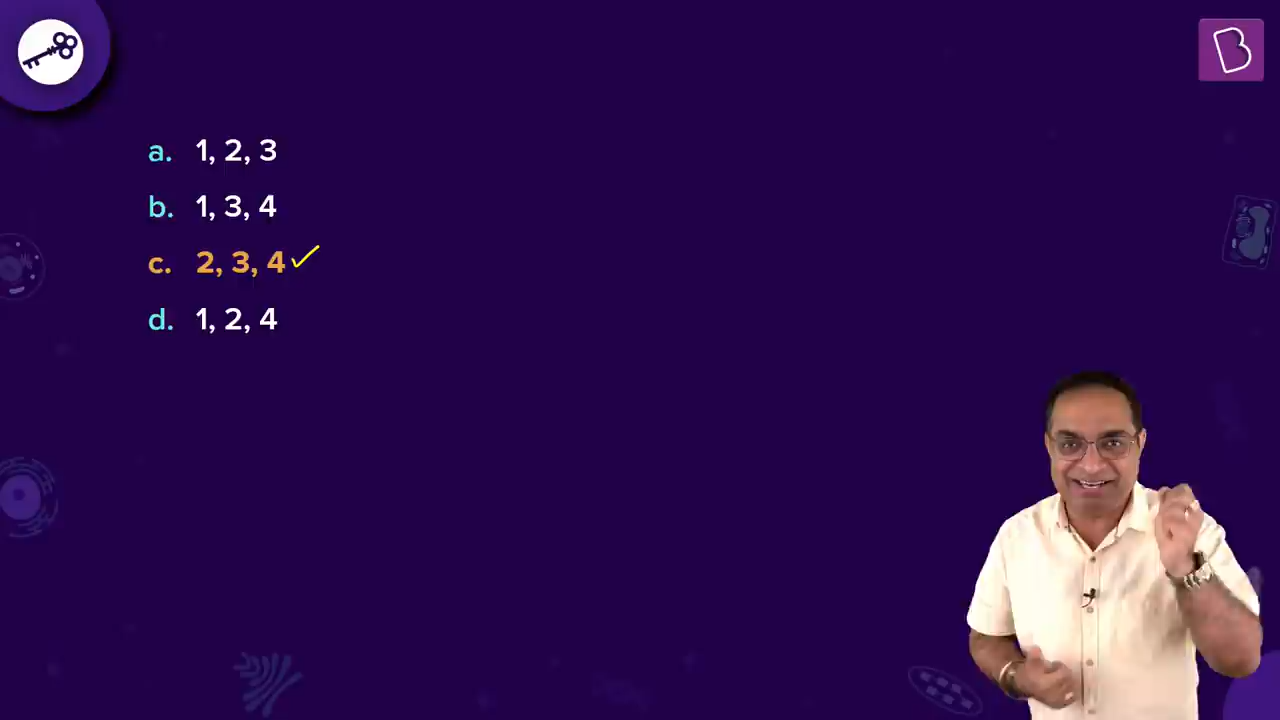 B
a. 1, 2, 3
b. 1, 3, 4
c. 2, 3, 4
d. 1, 2, 4